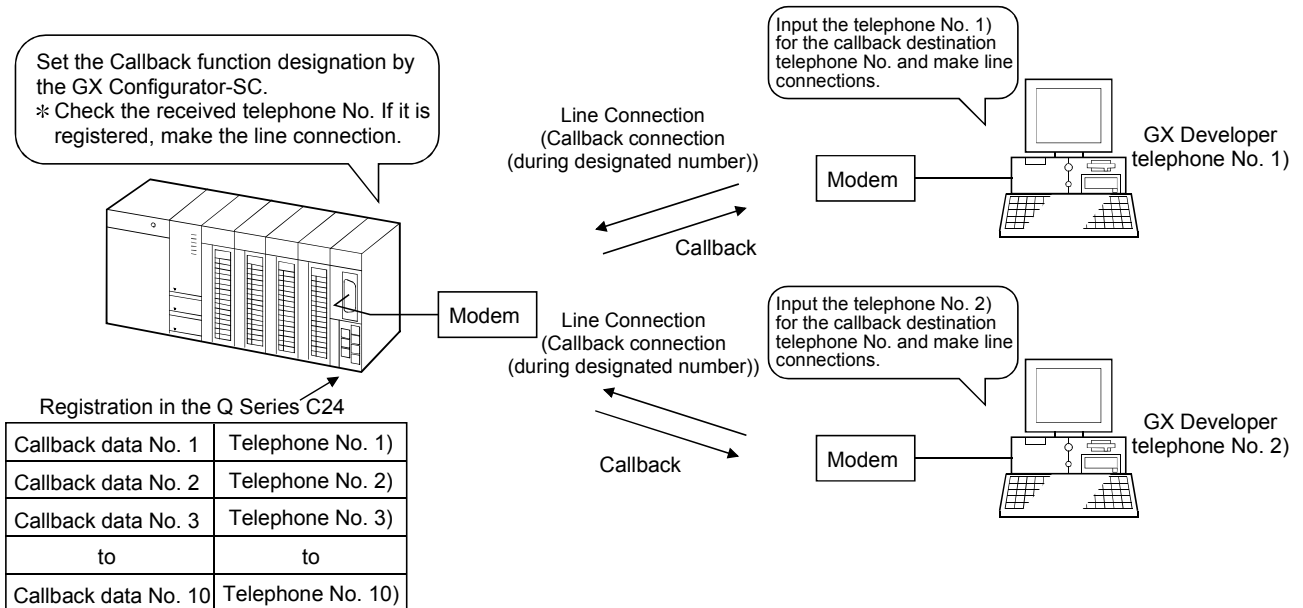 Set the Callback function designation by
the GX Configurator-SC.
＊ Check the received telephone No. If it is
registered, make the line connection.
Input the telephone No. 1)
for the callback destination
telephone No. and make line
connections.
Line Connection
(Callback connection
(during designated number))
Modem
GX Developer
telephone No. 1)
Callback
Modem
Line Connection
(Callback connection
(during designated number))
Input the telephone No. 2)
for the callback destination
telephone No. and make line
connections.
Callback
Modem
GX Developer
telephone No. 2)
Registration in the Q Series C24
Callback data No. 1 Telephone No. 1)
Callback data No. 2 Telephone No. 2)
Callback data No. 3 Telephone No. 3)
to to
Callback data No. 10 Telephone No. 10)